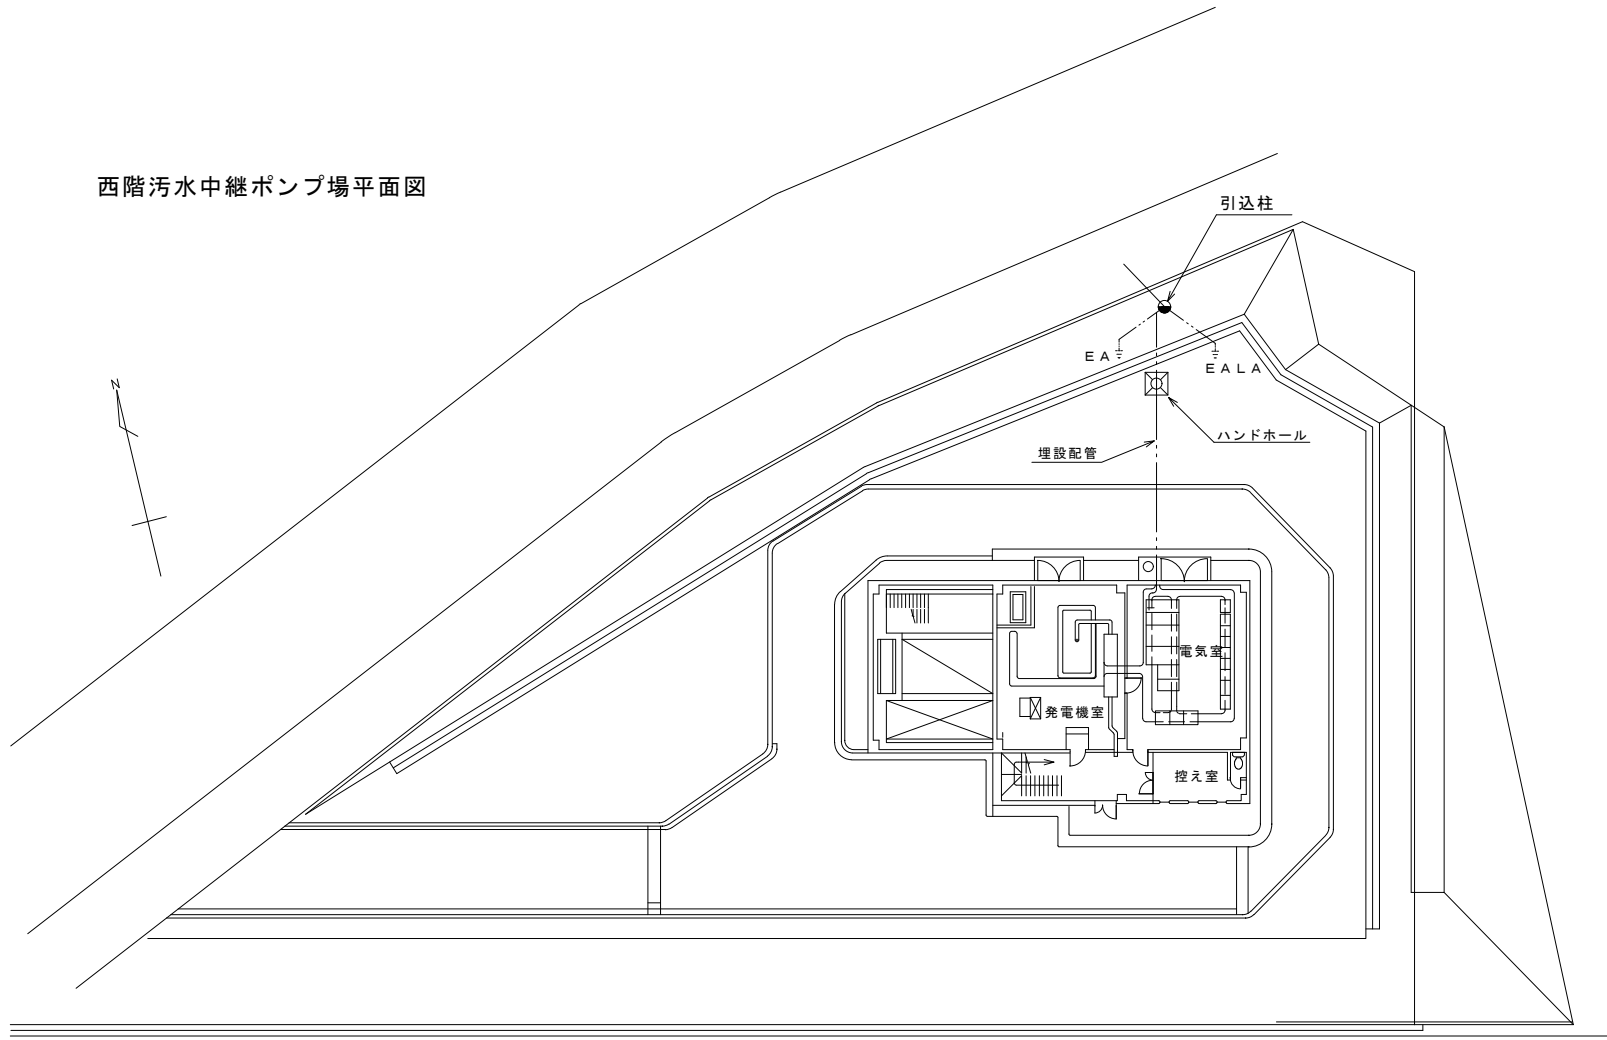 西階汚水中継ポンプ場平面図
引込柱
EA
EALA
N
ハンドホール
埋設配管
電気室
発電機室
控え室